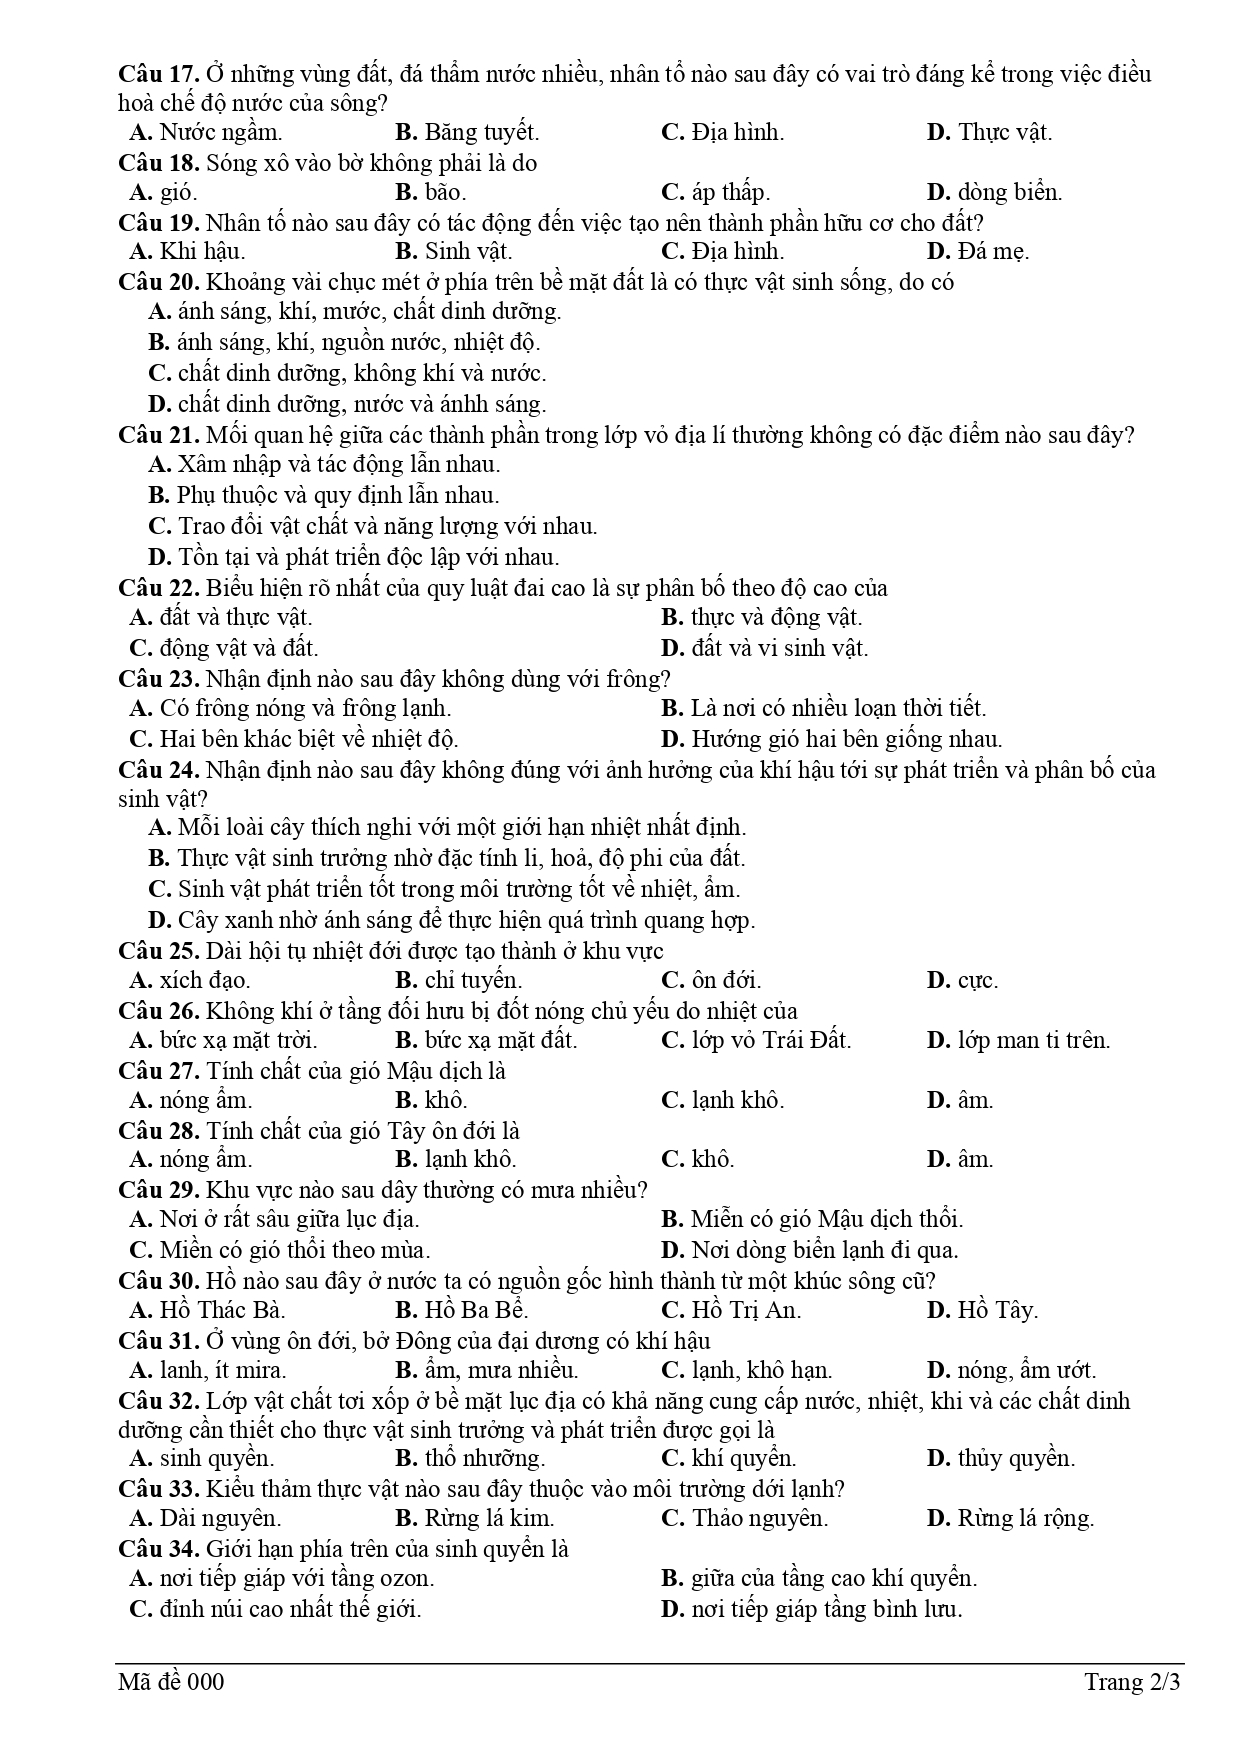 Câu 17. Ở những vùng đất, đá thẩm nước nhiều, nhân tổ nào sau đây có vai trò đáng kể trong việc điều
hoà chế độ nước của sông?
A. Nước ngầm. B. Băng tuyết. C. Địa hình. D. Thực vật.
Câu 18. Sóng xô vào bờ không phải là do
A. gió. B. bão. C. áp thấp. D. dòng biển.
Câu 19. Nhân tố nào sau đây có tác động đến việc tạo nên thành phần hữu cơ cho đất?
A. Khi hậu. B. Sinh vật. C. Địa hình. D. Đá mẹ.
Câu 20. Khoảng vài chục mét ở phía trên bề mặt đất là có thực vật sinh sống, do có
A. ánh sáng, khí, mước, chất dinh dưỡng.
B. ánh sáng, khí, nguồn nước, nhiệt độ.
C. chất dinh dưỡng, không khí và nước.
D. chất dinh dưỡng, nước và ánhh sáng.
Câu 21. Mối quan hệ giữa các thành phần trong lớp vỏ địa lí thường không có đặc điểm nào sau đây?
A. Xâm nhập và tác động lẫn nhau.
B. Phụ thuộc và quy định lẫn nhau.
C. Trao đổi vật chất và năng lượng với nhau.
D. Tồn tại và phát triển độc lập với nhau.
Câu 22. Biểu hiện rõ nhất của quy luật đai cao là sự phân bố theo độ cao của
A. đất và thực vật. B. thực và động vật.
C. động vật và đất. D. đất và vi sinh vật.
Câu 23. Nhận định nào sau đây không dùng với frông?
A. Có frông nóng và frông lạnh. B. Là nơi có nhiều loạn thời tiết.
C. Hai bên khác biệt về nhiệt độ. D. Hướng gió hai bên giống nhau.
Câu 24. Nhận định nào sau đây không đúng với ảnh hưởng của khí hậu tới sự phát triển và phân bố của
sinh vật?
A. Mỗi loài cây thích nghi với một giới hạn nhiệt nhất định.
B. Thực vật sinh trưởng nhờ đặc tính li, hoả, độ phi của đất.
C. Sinh vật phát triển tốt trong môi trường tốt về nhiệt, ẩm.
D. Cây xanh nhờ ánh sáng để thực hiện quá trình quang hợp.
Câu 25. Dài hội tụ nhiệt đới được tạo thành ở khu vực
A. xích đạo. B. chỉ tuyến. C. ôn đới. D. cực.
Câu 26. Không khí ở tầng đối hưu bị đốt nóng chủ yếu do nhiệt của
A. bức xạ mặt trời. B. bức xạ mặt đất. C. lớp vỏ Trái Đất. D. lớp man ti trên.
Câu 27. Tính chất của gió Mậu dịch là
A. nóng ẩm. B. khô. C. lạnh khô. D. âm.
Câu 28. Tính chất của gió Tây ôn đới là
A. nóng ẩm. B. lạnh khô. C. khô. D. âm.
Câu 29. Khu vực nào sau dây thường có mưa nhiều?
A. Nơi ở rất sâu giữa lục địa. B. Miễn có gió Mậu dịch thổi.
C. Miền có gió thổi theo mùa. D. Nơi dòng biển lạnh đi qua.
Câu 30. Hồ nào sau đây ở nước ta có nguồn gốc hình thành từ một khúc sông cũ?
A. Hồ Thác Bà. B. Hồ Ba Bể. C. Hồ Trị An. D. Hồ Tây.
Câu 31. Ở vùng ôn đới, bở Đông của đại dương có khí hậu
A. lanh, ít mira. B. ẩm, mưa nhiều. C. lạnh, khô hạn. D. nóng, ẩm ướt.
Câu 32. Lớp vật chất tơi xốp ở bề mặt lục địa có khả năng cung cấp nước, nhiệt, khi và các chất dinh
dưỡng cần thiết cho thực vật sinh trưởng và phát triển được gọi là
A. sinh quyền. B. thổ nhưỡng. C. khí quyển. D. thủy quyền.
Câu 33. Kiểu thảm thực vật nào sau đây thuộc vào môi trường dới lạnh?
A. Dài nguyên. B. Rừng lá kim. C. Thảo nguyên. D. Rừng lá rộng.
Câu 34. Giới hạn phía trên của sinh quyển là
A. nơi tiếp giáp với tầng ozon. B. giữa của tầng cao khí quyển.
C. đỉnh núi cao nhất thế giới. D. nơi tiếp giáp tầng bình lưu.
Mã đề 000 Trang 2/3